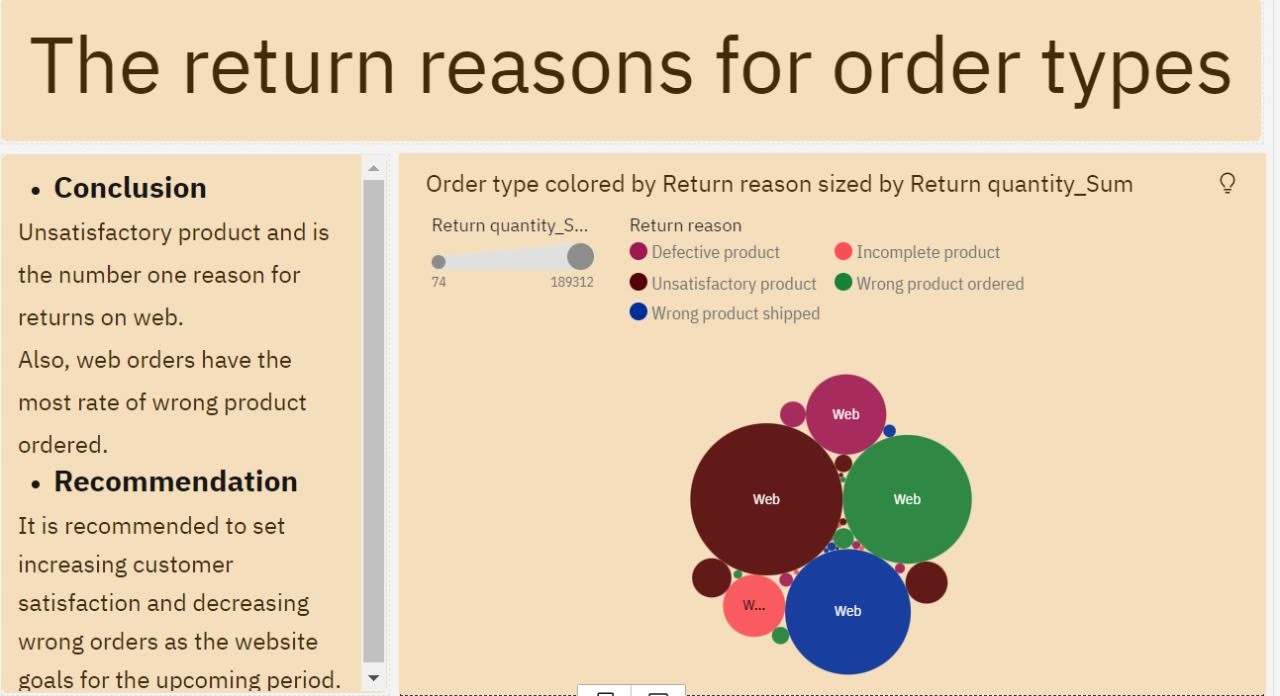 The return reasons for order types
• Conclusion
Unsatisfactory product and is
the number one reason for
returns on web.
Also, web orders have the
most rate of wrong product
ordered.
• Recommendation
It is recommended to set
increasing customer
satisfaction and decreasing
wrong orders as the website
goals for the upcoming period.
Order type colored by Return reason sized by Return quantity_Sum
Return quantity_S...
74
189312
Return reason
Defective product
Incomplete product
Unsatisfactory product
Wrong product ordered
Wrong product shipped
Web
Web
Web
W...
Web